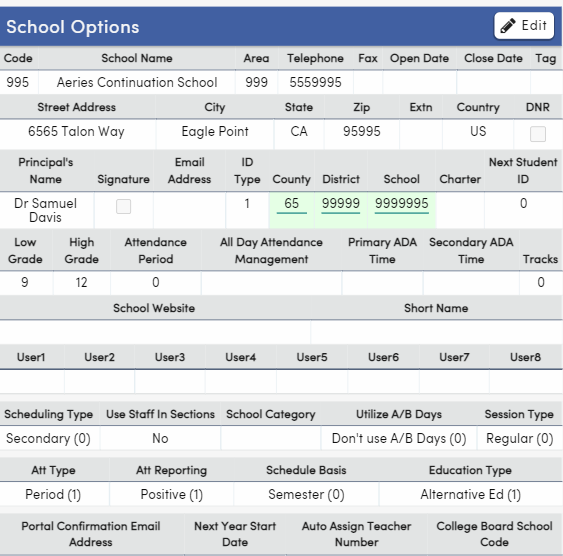 School Options Edit
Code School Name Area Telephone Fax Open Date Close Date Tag
995 Aeries Continuation School 999 5559995
Street Address City State Zip Extn Country DNR
6565 Talon Way Eagle Point CA 95995 US
Principal's Name Signature Email Address ID Type County District School Charter Next Student ID
Dr Samuel Davis 1 65 99999 9999995 0
Low Grade High Grade Attendance Period All Day Attendance Management Primary ADA Time Secondary ADA Time Tracks
9 12 0 0
School Website Short Name
User1 User2 User3 User4 User5 User6 User7 User8
Scheduling Type Use Staff In Sections School Category Utilize A/B Days Session Type
Secondary (0) No Don't use A/B Days (0) Regular (0)
Att Type Att Reporting Schedule Basis Education Type
Period (1) Positive (1) Semester (0) Alternative Ed (1)
Portal Confirmation Email Address Next Year Start Date Auto Assign Teacher Number College Board School Code